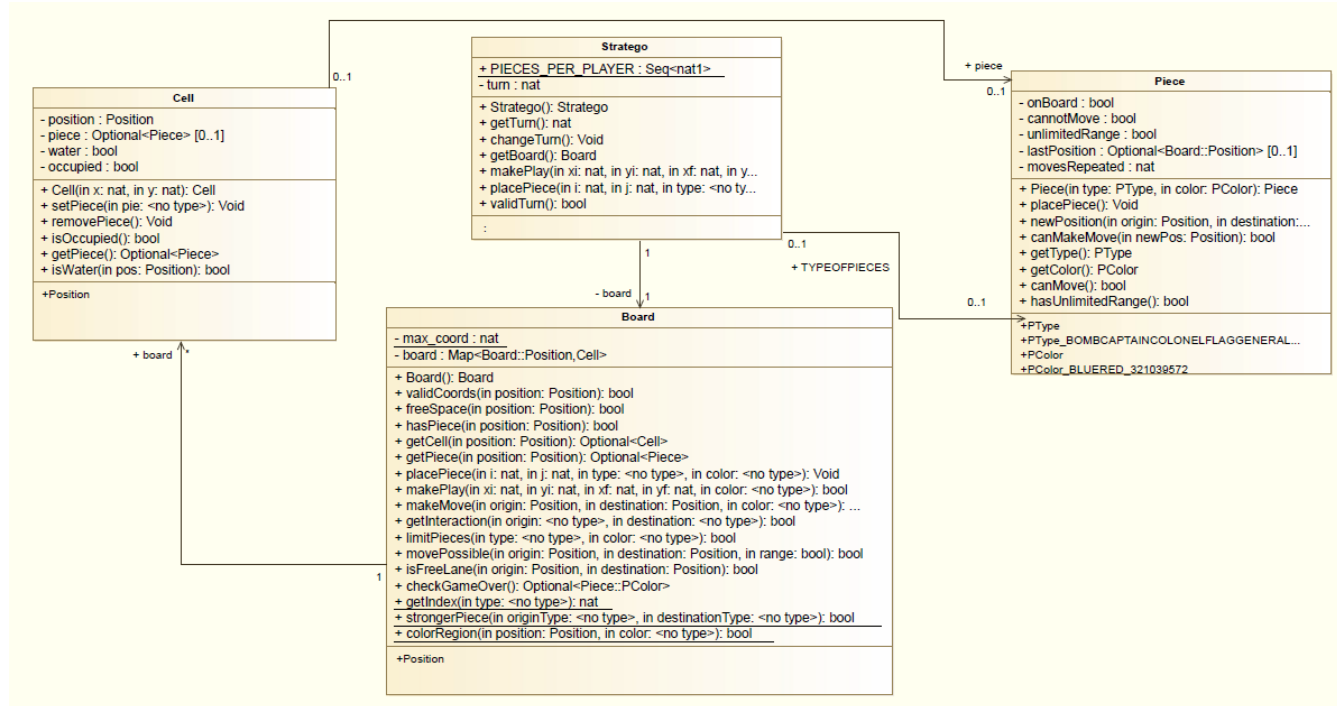 Cell
- position : Position
- piece : Optional<Piece> [0..1]
- water : bool
- occupied : bool
+ Cell(in x: nat, in y: nat): Cell
+ setPiece(in pie: <no type>): Void
+ removePiece(): Void
+ isOccupied(): bool
+ getPiece(): Optional<Piece>
+ isWater(in pos: Position): bool
+Position
0..1
Stratego
+ PIECES_PER_PLAYER : Seq<nat1>
- turn : nat
+ Stratego(): Stratego
+ getTurn(): nat
+ changeTurn(): Void
+ getBoard(): Board
+ makePlay(in xi: nat, in yi: nat, in xf: nat, in y...
+ placePiece(in i: nat, in j: nat, in type: <no ty...
+ validTurn(): bool
:
+ piece
0..1
Piece
- onBoard : bool
- cannotMove : bool
- unlimitedRange : bool
- lastPosition : Optional<Board::Position> [0..1]
- movesRepeated : nat
+ Piece(in type: PType, in color: PColor): Piece
+ placePiece(): Void
+ newPosition(in origin: Position, in destination:...
+ canMakeMove(in newPos: Position): bool
+ getType(): PType
+ getColor(): PColor
+ canMove(): bool
+ hasUnlimitedRange(): bool
+PType
+PType_BOMBCAPTAINCOLONELFLAGGENERAL...
+PColor
+PColor_BLUERED_321039572
0..1
+ TYPEOFPIECES
0..1
1
- board
1
+ board
*
1
Board
- max_coord : nat
- board : Map<Board::Position,Cell>
+ Board(): Board
+ validCoords(in position: Position): bool
+ freeSpace(in position: Position): bool
+ hasPiece(in position: Position): bool
+ getCell(in position: Position): Optional<Cell>
+ getPiece(in position: Position): Optional<Piece>
+ placePiece(in i: nat, in j: nat, in type: <no type>, in color: <no type>): Void
+ makePlay(in xi: nat, in yi: nat, in xf: nat, in yf: nat, in color: <no type>): bool
+ makeMove(in origin: Position, in destination: Position, in color: <no type>): ...
+ getInteraction(in origin: <no type>, in destination: <no type>): bool
+ limitPieces(in type: <no type>, in color: <no type>): bool
+ movePossible(in origin: Position, in destination: Position, in range: bool): bool
+ isFreeLane(in origin: Position, in destination: Position): bool
+ checkGameOver(): Optional<Piece::PColor>
+ getIndex(in type: <no type>): nat
+ strongerPiece(in originType: <no type>, in destinationType: <no type>): bool
+ colorRegion(in position: Position, in color: <no type>): bool
+Position